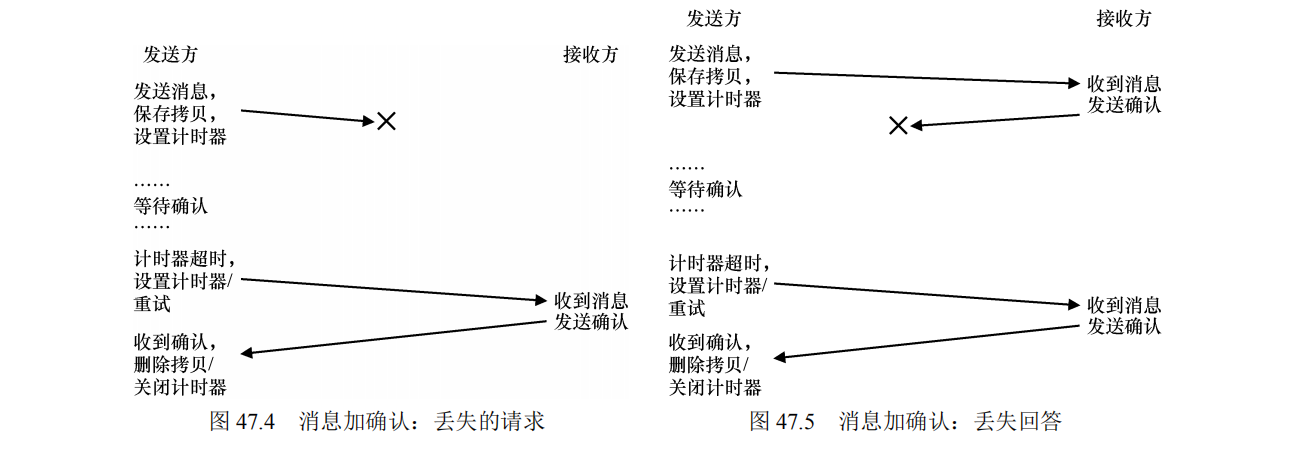 发送方
接收方
发送消息，
保存拷贝，
设置计时器
……
等待确认
……
计时器超时，
设置计时器/
重试
收到消息
发送确认
收到确认，
删除拷贝/
关闭计时器
图 47.4 消息加确认：丢失的请求
发送方
接收方
发送消息，
保存拷贝，
设置计时器
收到消息
发送确认
……
等待确认
……
计时器超时，
设置计时器/
重试
收到消息
发送确认
收到确认，
删除拷贝/
关闭计时器
图 47.5 消息加确认：丢失回答